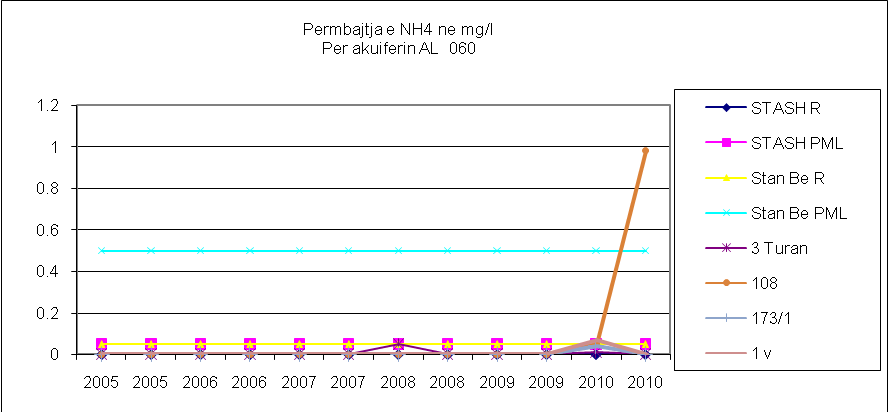 Permbajtja e NH4 ne mg/l
Per akuiferin AL 060
1.2
1
0.8
0.6
0.4
0.2
0
2005 2005 2006 2006 2007 2007 2008 2008 2009 2009 2010 2010
STASH R
STASH PML
Stan Be R
Stan Be PML
3 Turan
108
173/1
1 v